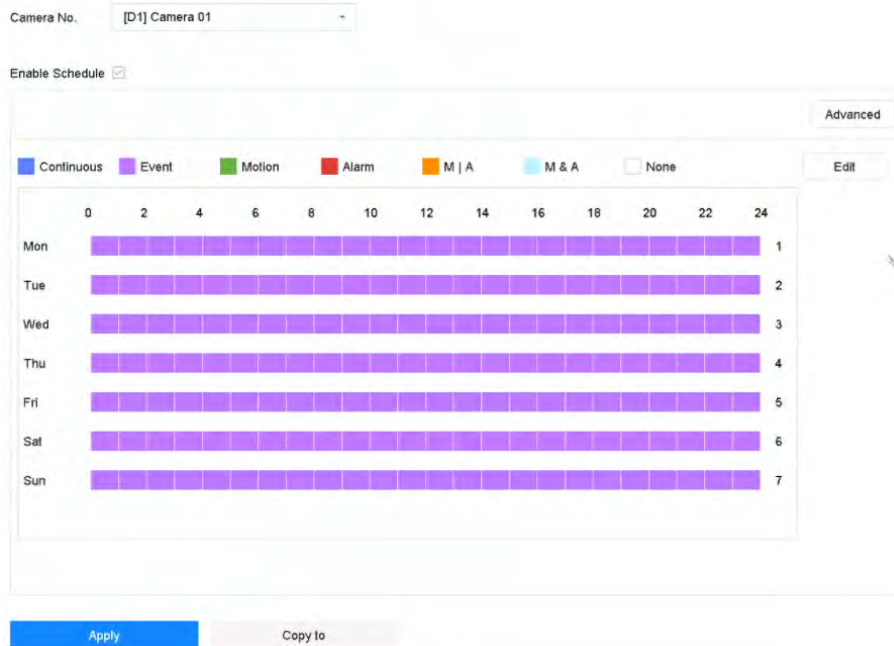 Camera No. [D1] Camera 01
Enable Schedule
Advanced
Continuous Event Motion Alarm M | A M & A None Edit
0 2 4 6 8 10 12 14 16 18 20 22 24
Mon 1
Tue 2
Wed 3
Thu 4
Fri 5
Sat 6
Sun 7
Apply Copy to